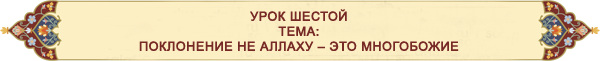 УРОК ШЕСТОЙ
ТЕМА:
ПОКЛОНЕНИЕ НЕ АЛЛАХУ – ЭТО МНОГОБОЖИЕ